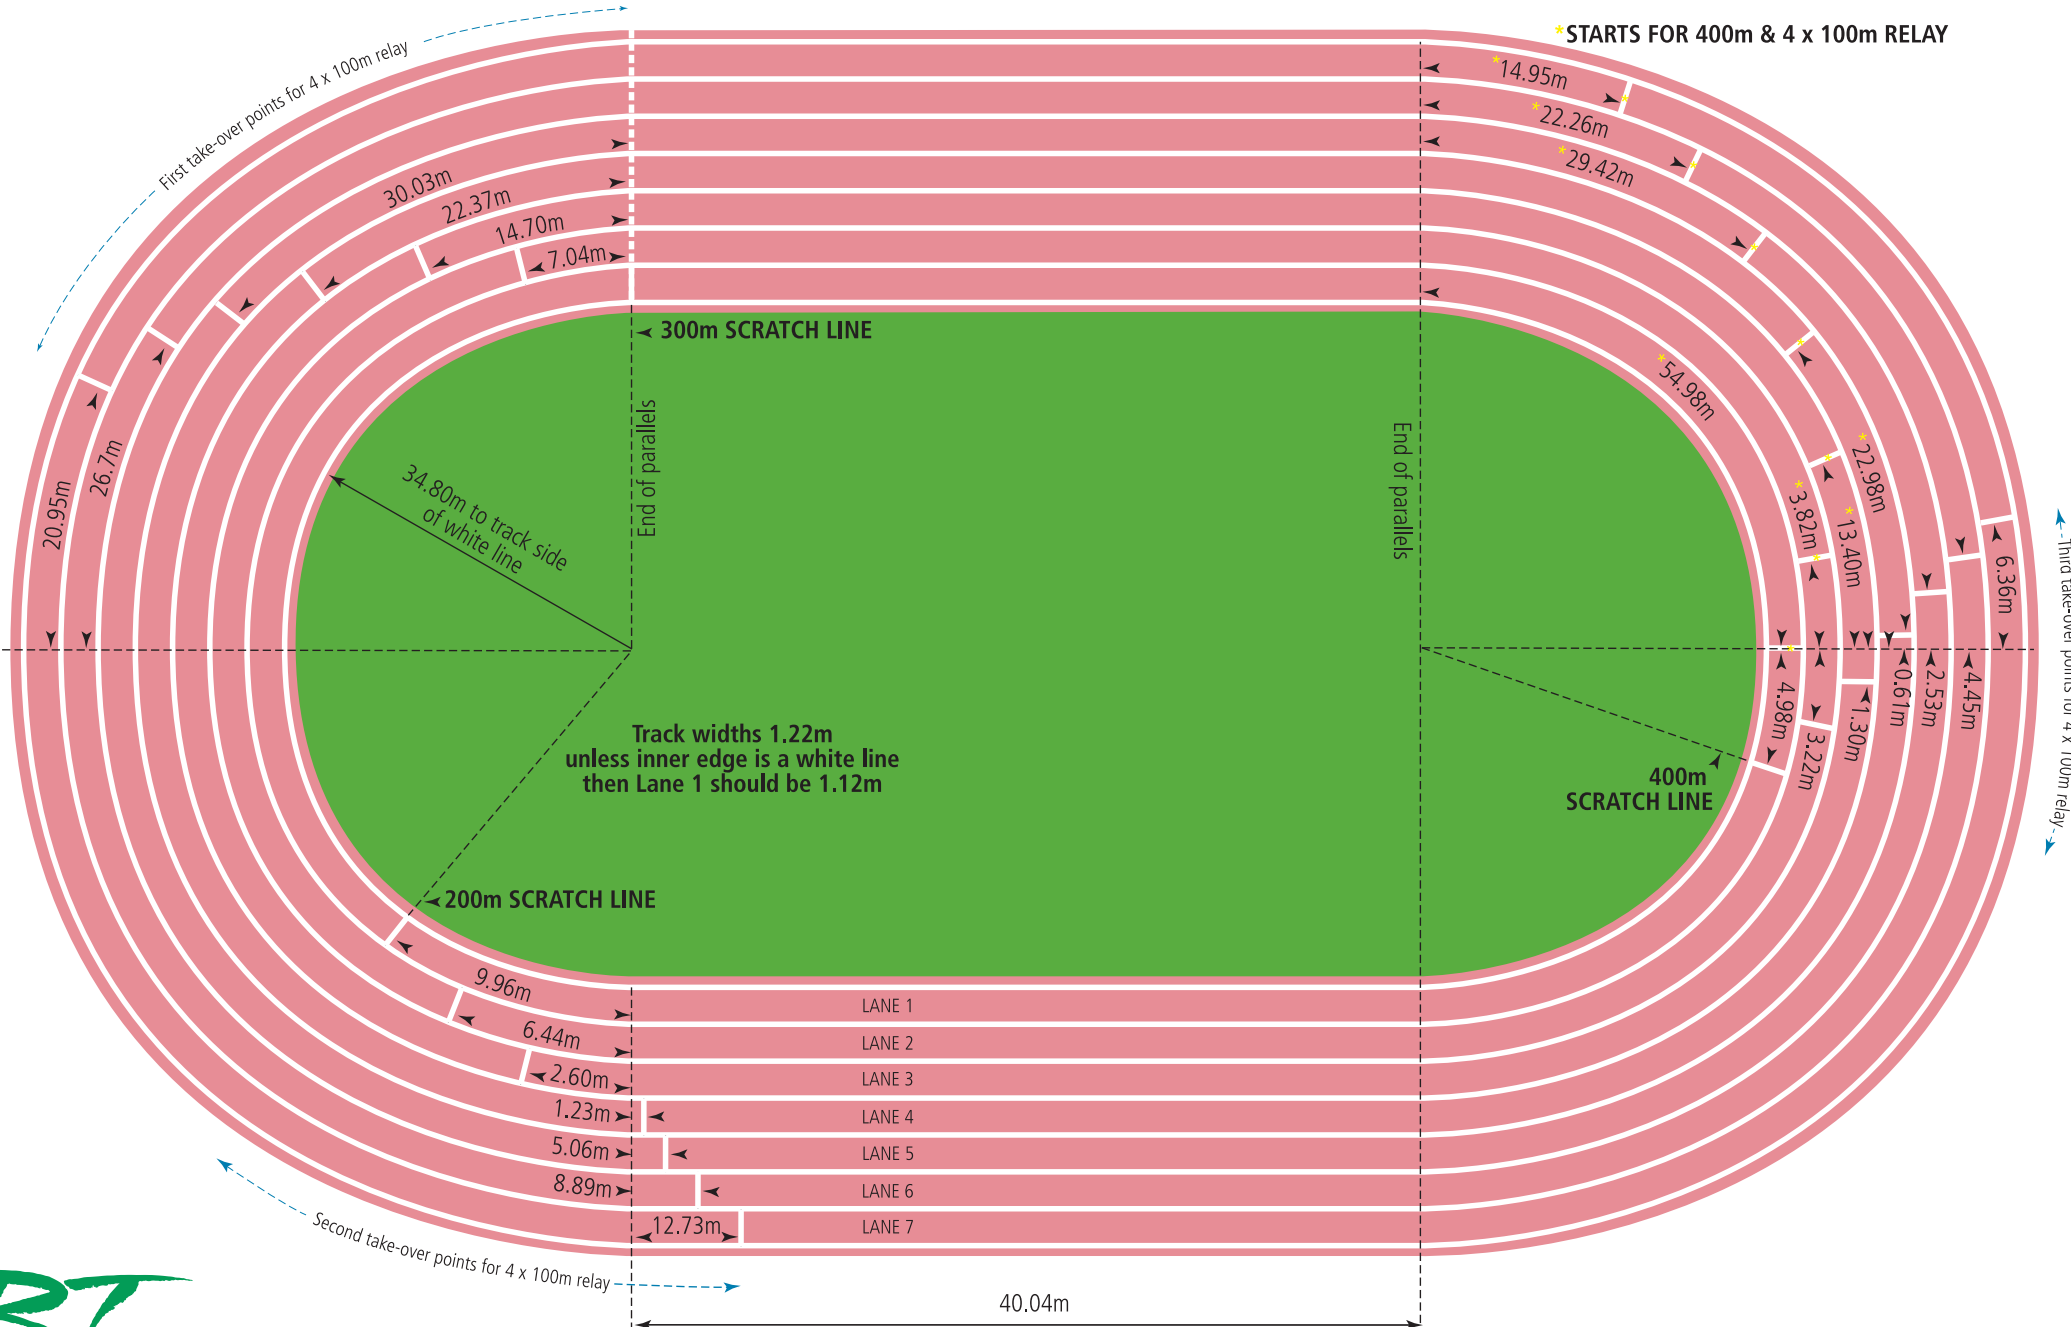 *STARTS FOR 400m & 4 x 100m RELAY
First take-over points for 4 x 100m relay
*14.95m
*22.26m
*29.42m
30.03m
22.37m
14.70m
7.04m
300m SCRATCH LINE
*54.98m
End of parallels
End of parallels
26.7m
20.95m
34.80m to track side
of white line
*22.98m
*3.82m
*13.40m
6.36m
Third take-over points for 4 x 100m relay
4.98m
3.22m
1.30m
0.61m
2.53m
4.45m
Track widths 1.22m
unless inner edge is a white line
then Lane 1 should be 1.12m
400m
SCRATCH LINE
200m SCRATCH LINE
9.96m
LANE 1
6.44m
LANE 2
2.60m
LANE 3
1.23m
LANE 4
5.06m
LANE 5
8.89m
LANE 6
12.73m
LANE 7
Second take-over points for 4 x 100m relay
40.04m